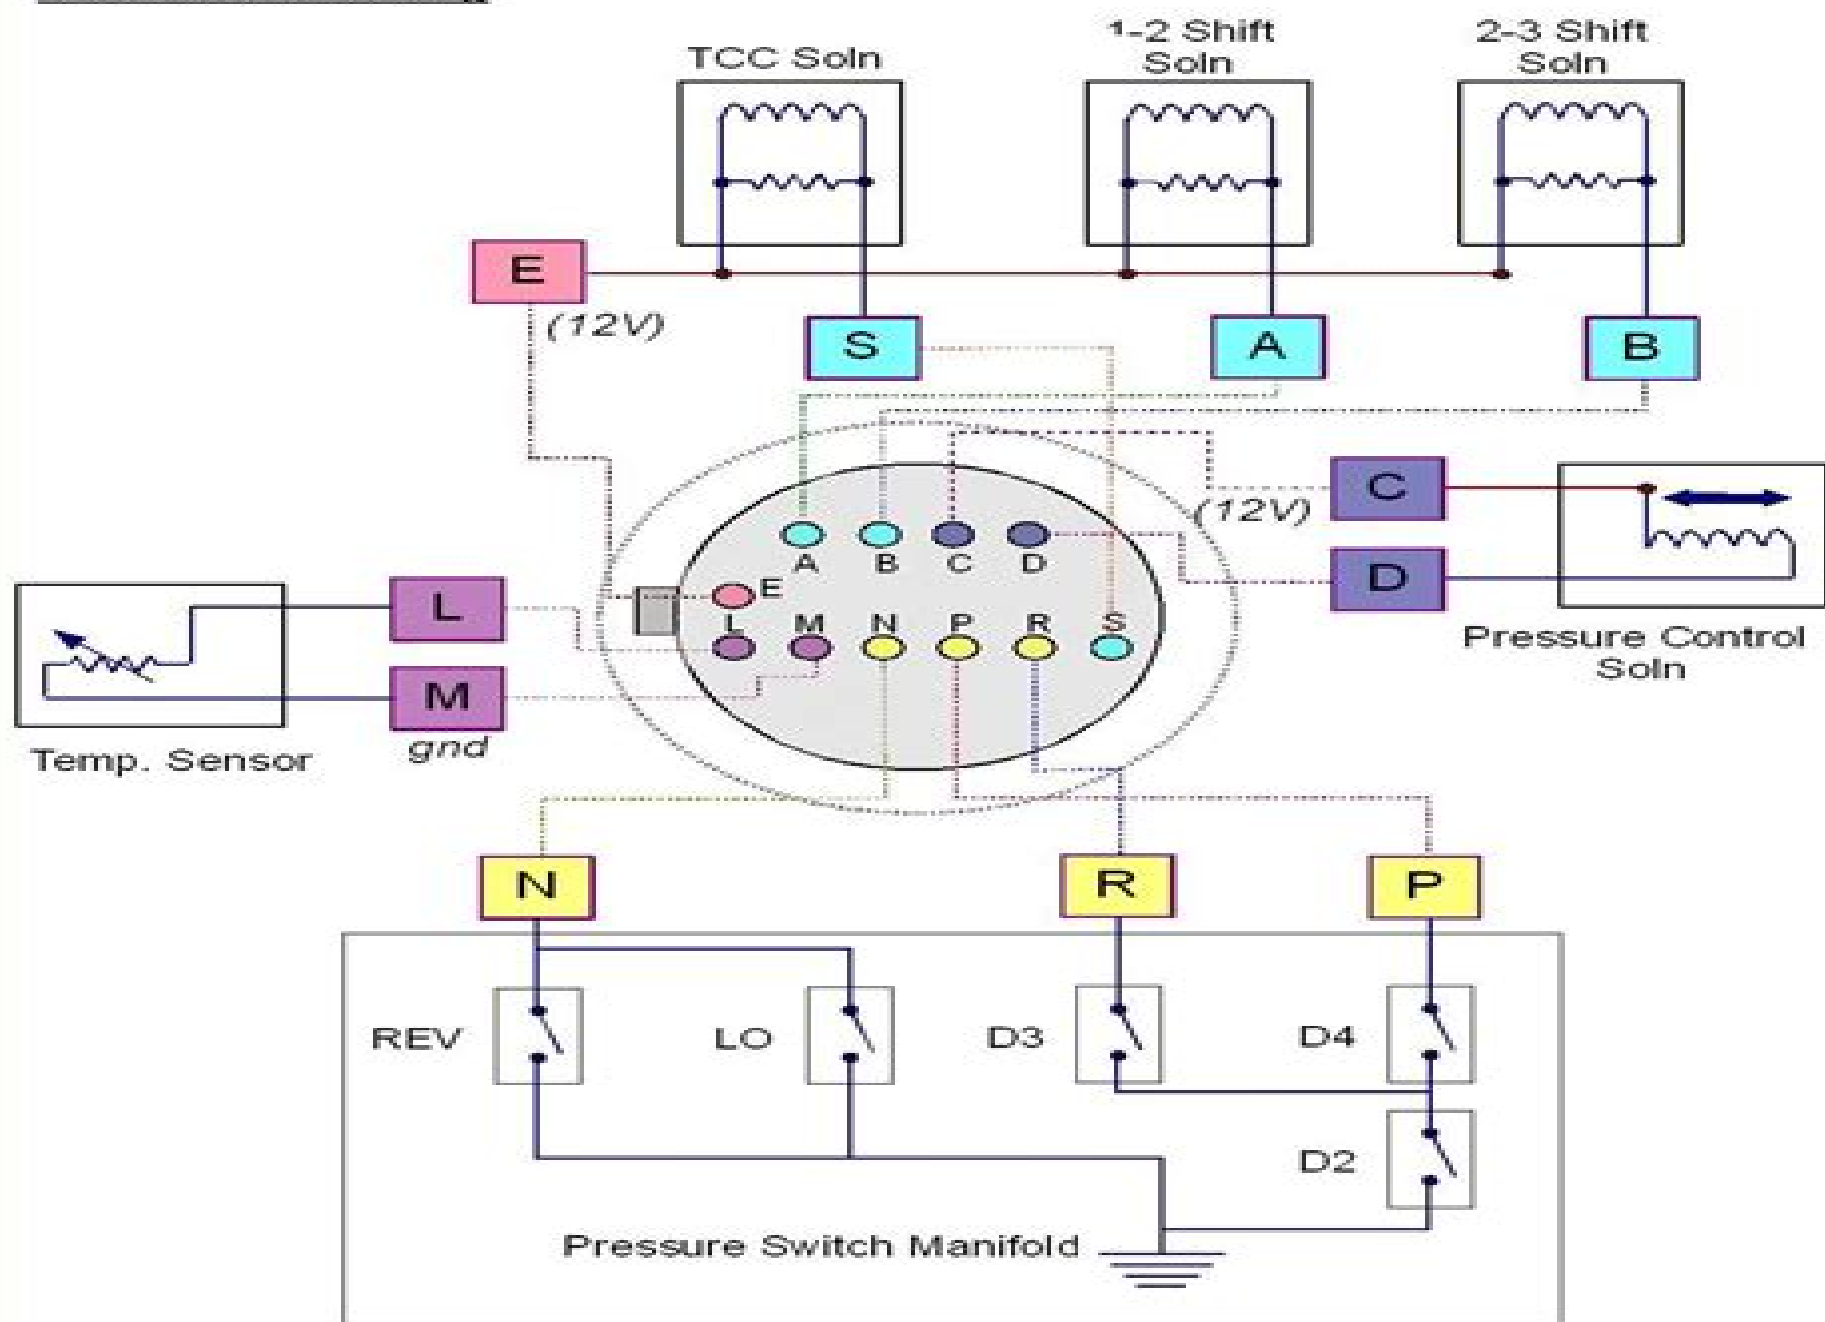 TCC Soln
1-2 Shift
Soln
2-3 Shift
Soln
E
(12V)
S
A
B
C
(12V)
D
Pressure Control
Soln
A
B
C
D
E
L
M
N
P
R
S
L
M
gnd
Temp. Sensor
N
R
P
REV
LO
D3
D4
D2
Pressure Switch Manifold